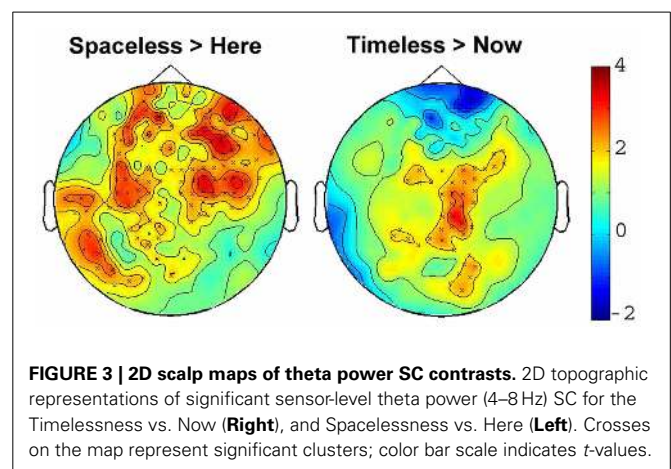 Spaceless > Here
Timeless > Now
4
2
0
-2
FIGURE 3 | 2D scalp maps of theta power SC contrasts. 2D topographic
representations of significant sensor-level theta power (4–8 Hz) SC for the
Timelessness vs. Now (Right), and Spacelessness vs. Here (Left). Crosses
on the map represent significant clusters; color bar scale indicates t-values.